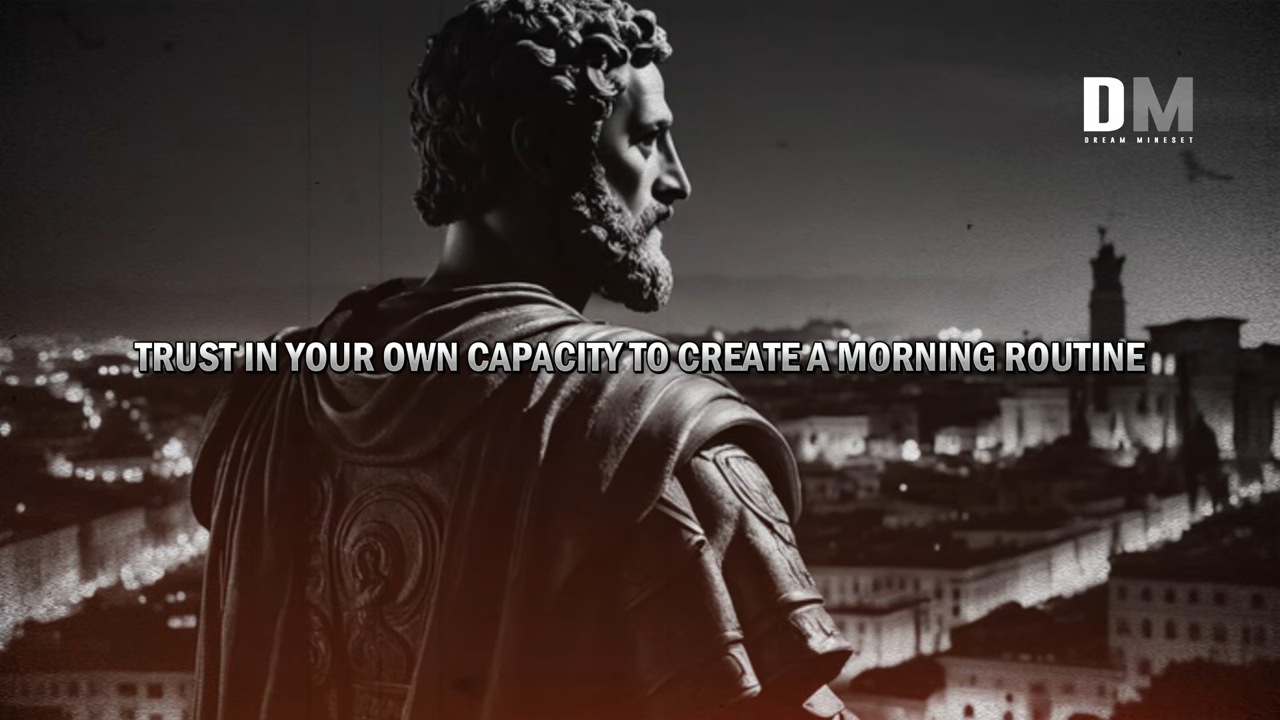 DM
DREAM MINESET
TRUST IN YOUR OWN CAPACITY TO CREATE A MORNING ROUTINE